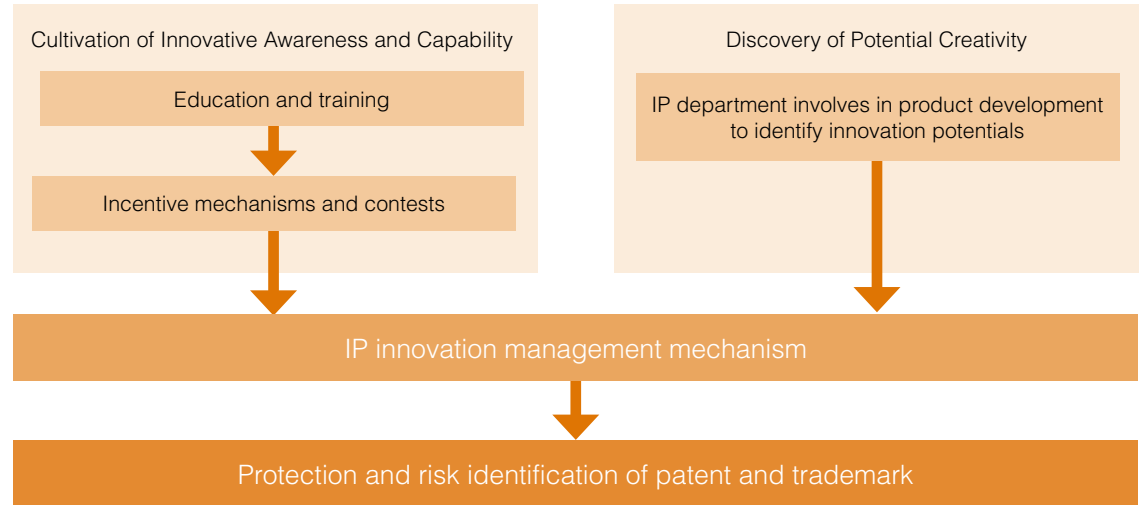 Cultivation of Innovative Awareness and Capability
Education and training
Incentive mechanisms and contests
Discovery of Potential Creativity
IP department involves in product development
to identify innovation potentials
IP innovation management mechanism
Protection and risk identification of patent and trademark